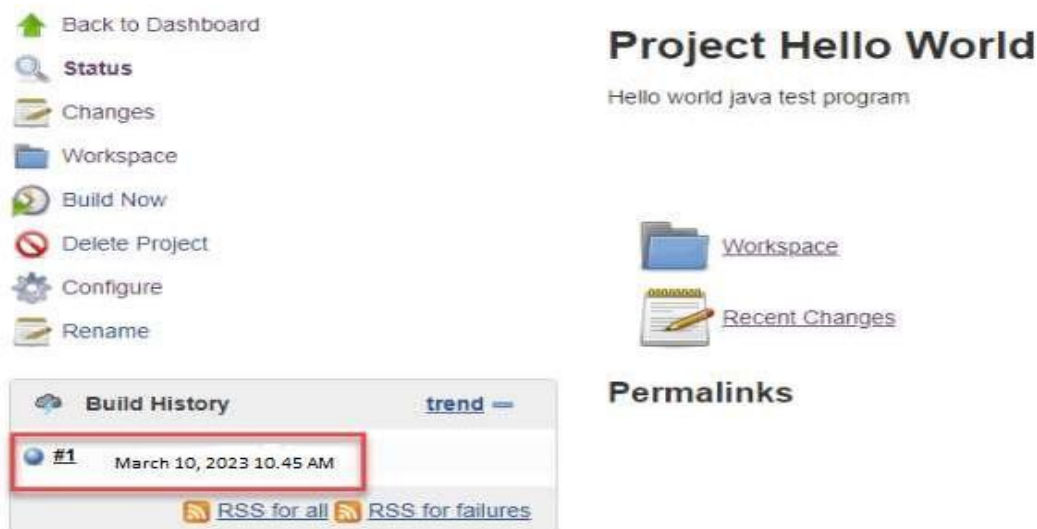 Back to Dashboard
Status
Changes
Workspace
Build Now
Delete Project
Configure
Rename
Build History trend
#1 March 10, 2023 10.45 AM
RSS for all RSS for failures
Project Hello World
Hello world java test program
Workspace
Recent Changes
Permalinks